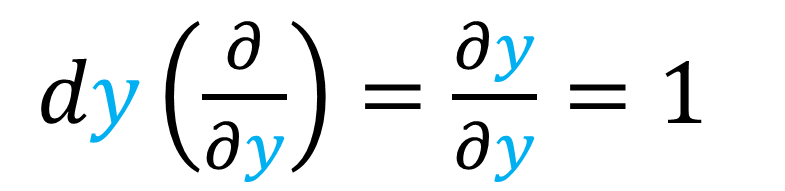 dy(∂/∂y) = ∂y/∂y = 1